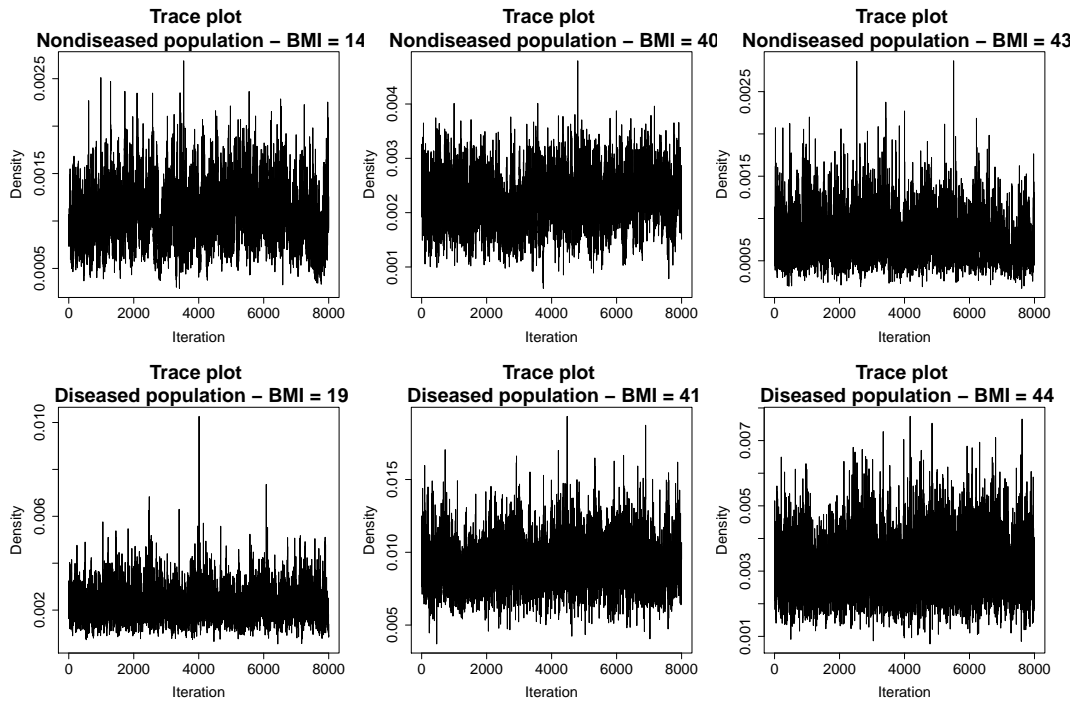 Trace plot
Nondiseased population − BMI = 14
0.0005
0.0015
0.0025
Density
0
2000
4000
6000
8000
Iteration
Trace plot
Nondiseased population − BMI = 40
0.001
0.002
0.003
0.004
Density
0
2000
4000
6000
8000
Iteration
Trace plot
Nondiseased population − BMI = 43
0.0005
0.0015
0.0025
Density
0
2000
4000
6000
8000
Iteration
Trace plot
Diseased population − BMI = 19
0.002
0.006
0.010
Density
0
2000
4000
6000
8000
Iteration
Trace plot
Diseased population − BMI = 41
0.005
0.010
0.015
Density
0
2000
4000
6000
8000
Iteration
Trace plot
Diseased population − BMI = 44
0.001
0.003
0.005
0.007
Density
0
2000
4000
6000
8000
Iteration